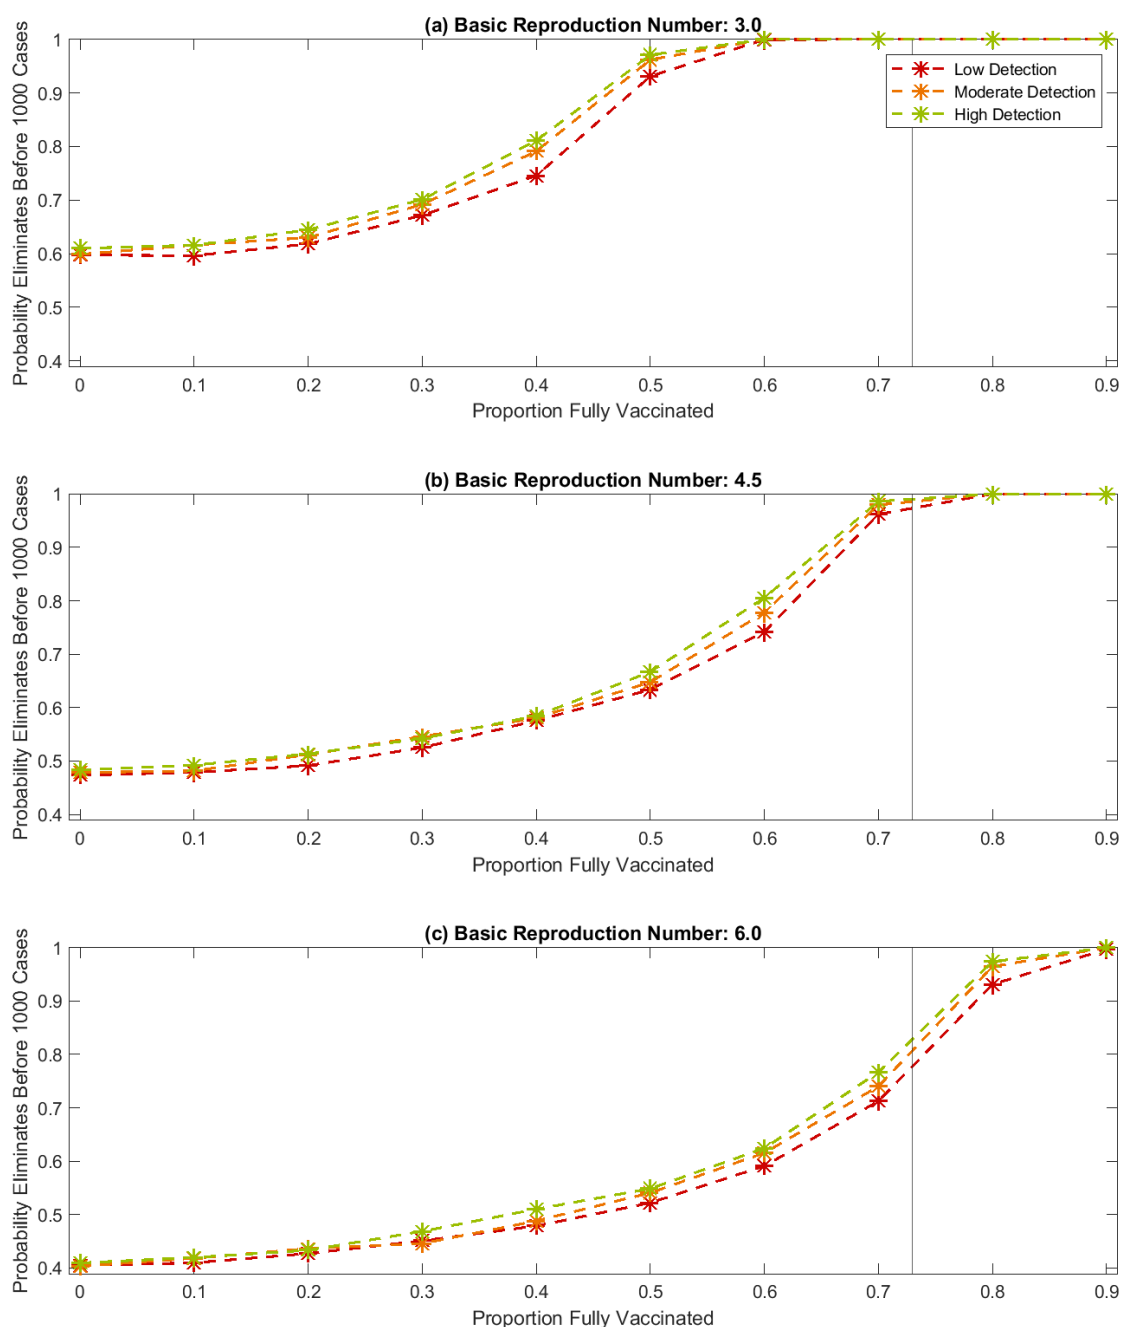 (a) Basic Reproduction Number: 3.0
Probability Eliminates Before 1000 Cases
1
0.9
0.8
0.7
0.6
0.5
0.4
Low Detection
Moderate Detection
High Detection
0 0.1 0.2 0.3 0.4 0.5 0.6 0.7 0.8 0.9
Proportion Fully Vaccinated
(b) Basic Reproduction Number: 4.5
Probability Eliminates Before 1000 Cases
1
0.9
0.8
0.7
0.6
0.5
0.4
0 0.1 0.2 0.3 0.4 0.5 0.6 0.7 0.8 0.9
Proportion Fully Vaccinated
(c) Basic Reproduction Number: 6.0
Probability Eliminates Before 1000 Cases
1
0.9
0.8
0.7
0.6
0.5
0.4
0 0.1 0.2 0.3 0.4 0.5 0.6 0.7 0.8 0.9
Proportion Fully Vaccinated